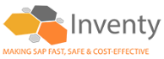 Inventy
MAKING SAP FAST, SAFE & COST-EFFECTIVE